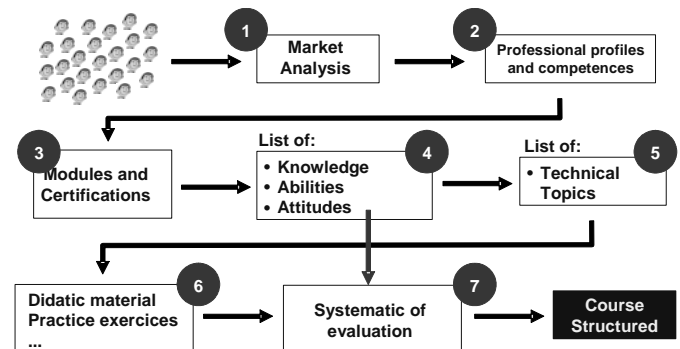 1
Market
Analysis
2
Professional profiles
and competences
3
Modules and
Certifications
List of:
4
• Knowledge
• Abilities
• Attitudes
List of:
5
• Technical
Topics
6
Didatic material
Practice exercices
...
7
Systematic of
evaluation
Course
Structured